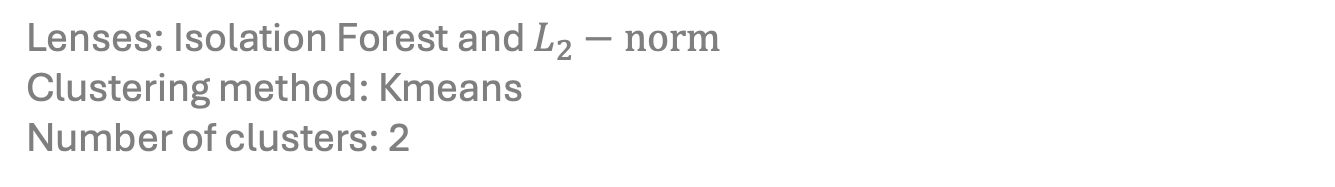 Lenses: Isolation Forest and L₂ − norm
Clustering method: Kmeans
Number of clusters: 2